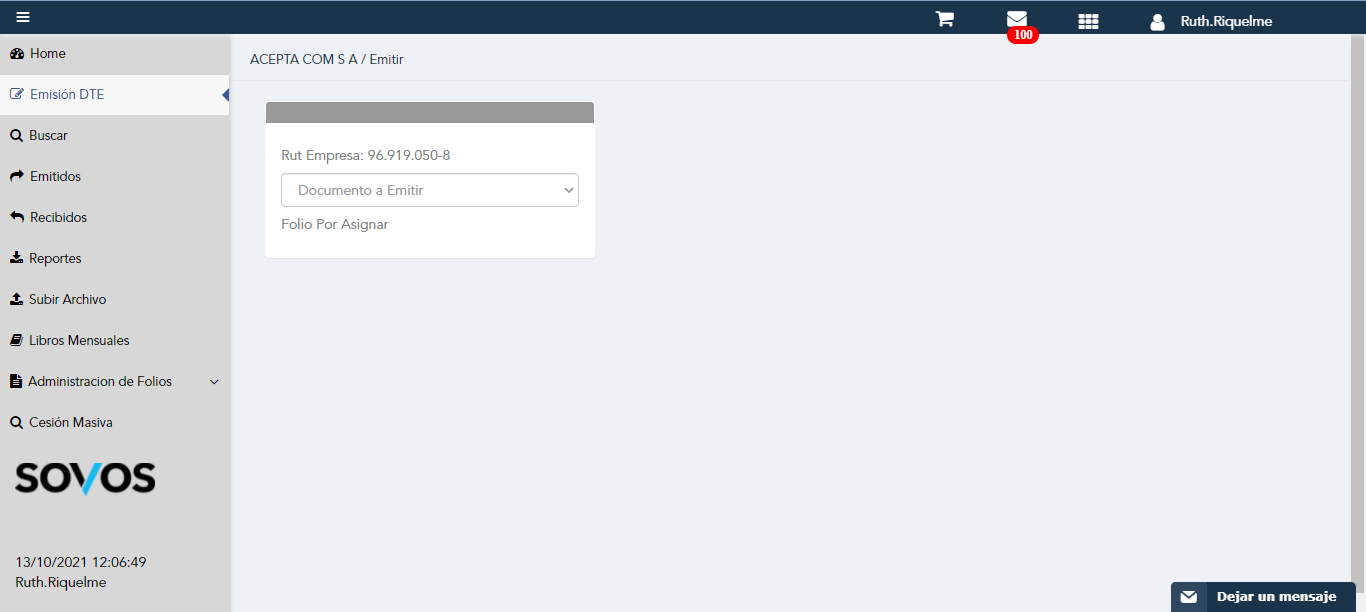 100
Ruth.Riquelme
Home
ACEPTA COM S A / Emitir
Emisión DTE
Buscar
Emitidos
Recibidos
Reportes
Subir Archivo
Libros Mensuales
Administracion de Folios
Cesión Masiva
Rut Empresa: 96.919.050-8
Documento a Emitir
Folio Por Asignar
SOVOS
13/10/2021 12:06:49
Ruth.Riquelme
Dejar un mensaje